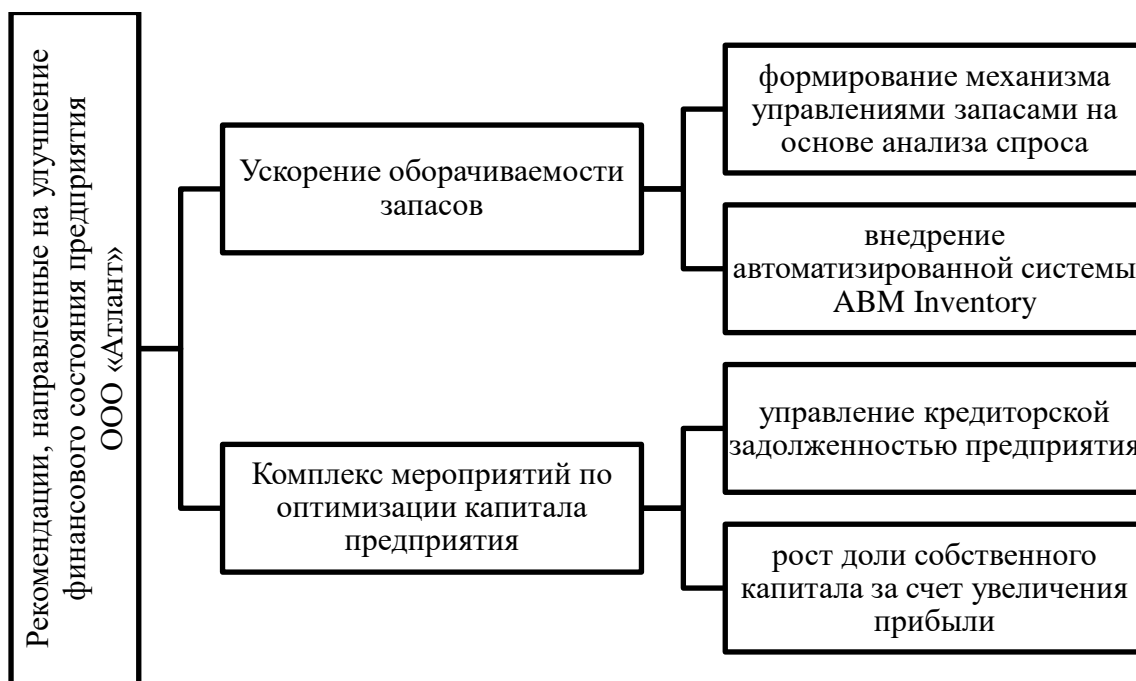 Рекомендации, направленные на улучшение
финансового состояния предприятия
ООО «Атлант»
Ускорение оборачиваемости
запасов
формирование механизма
управлениями запасами на
основе анализа спроса
внедрение
автоматизированной системы
ABM Inventory
Комплекс мероприятий по
оптимизации капитала
предприятия
управление кредиторской
задолженностью предприятия
рост доли собственного
капитала за счет увеличения
прибыли